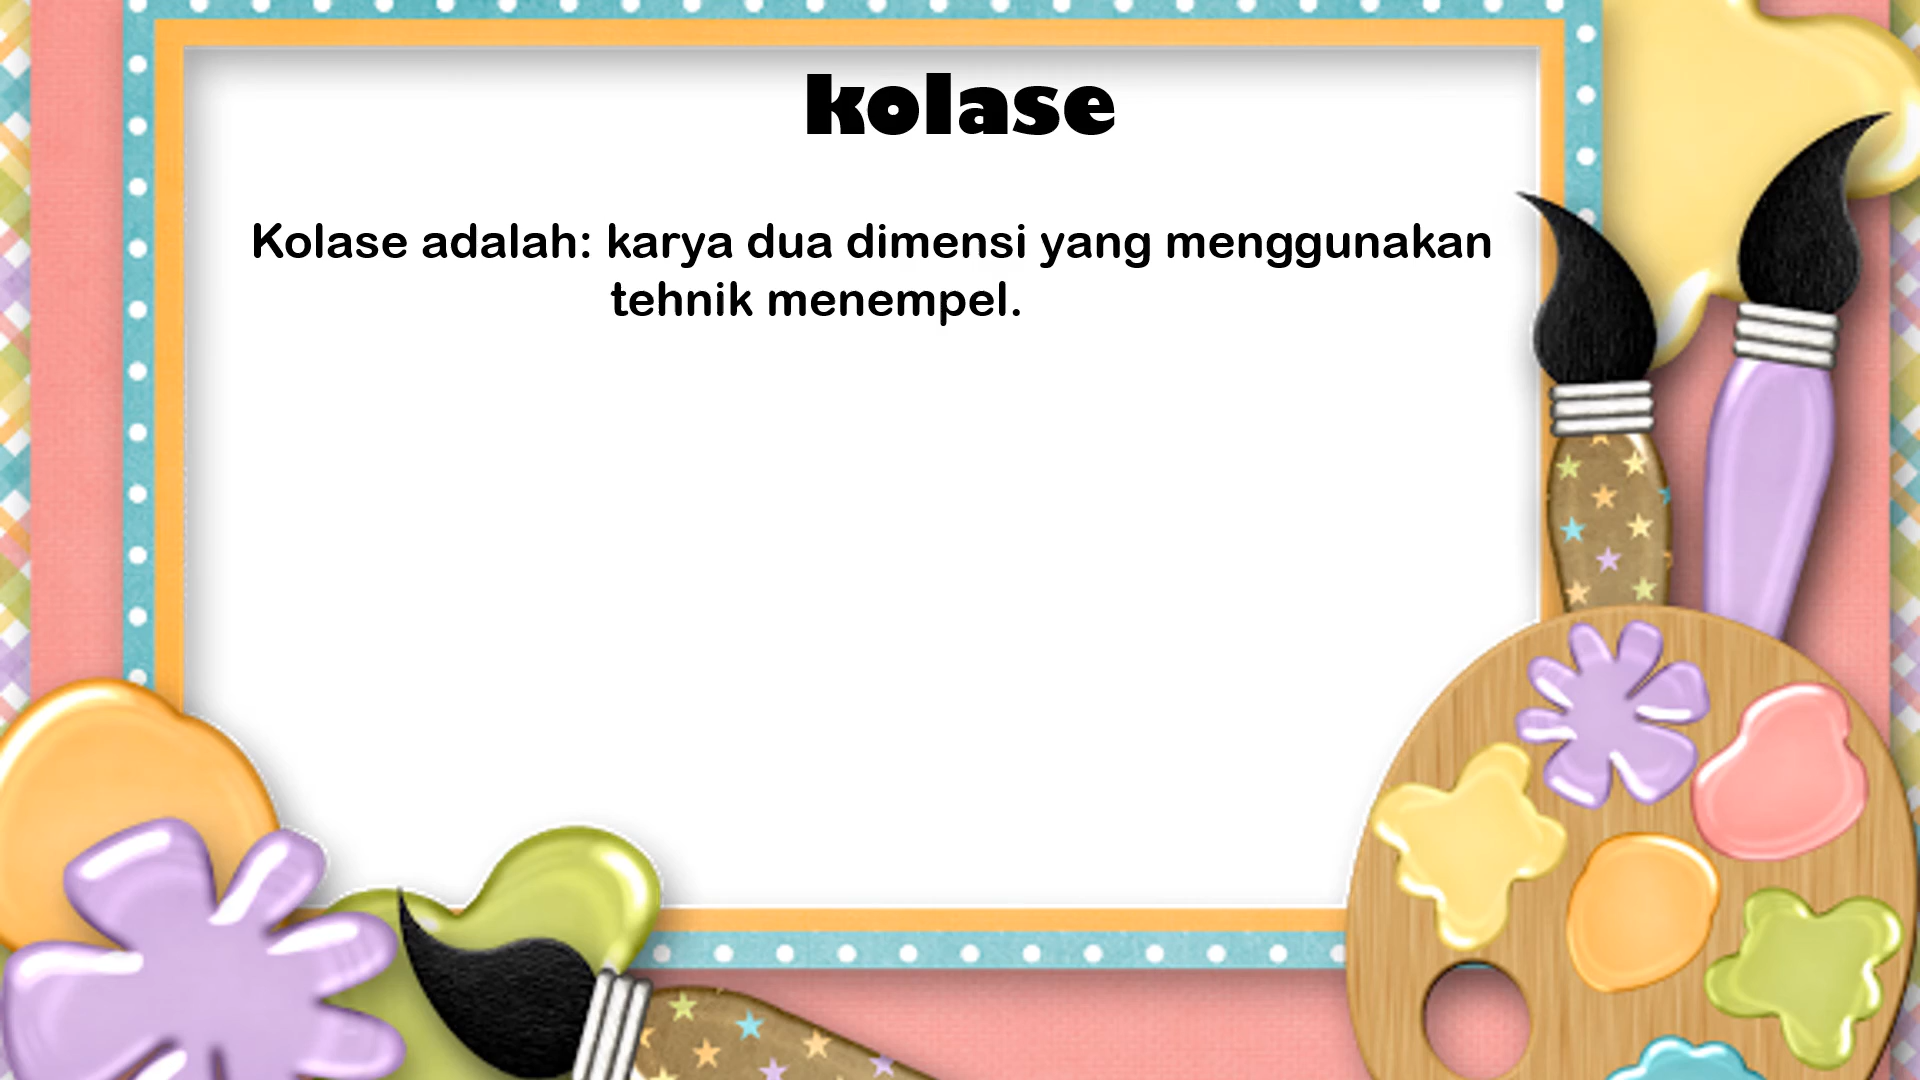 kolase
Kolase adalah: karya dua dimensi yang menggunakan
tehnik menempel.